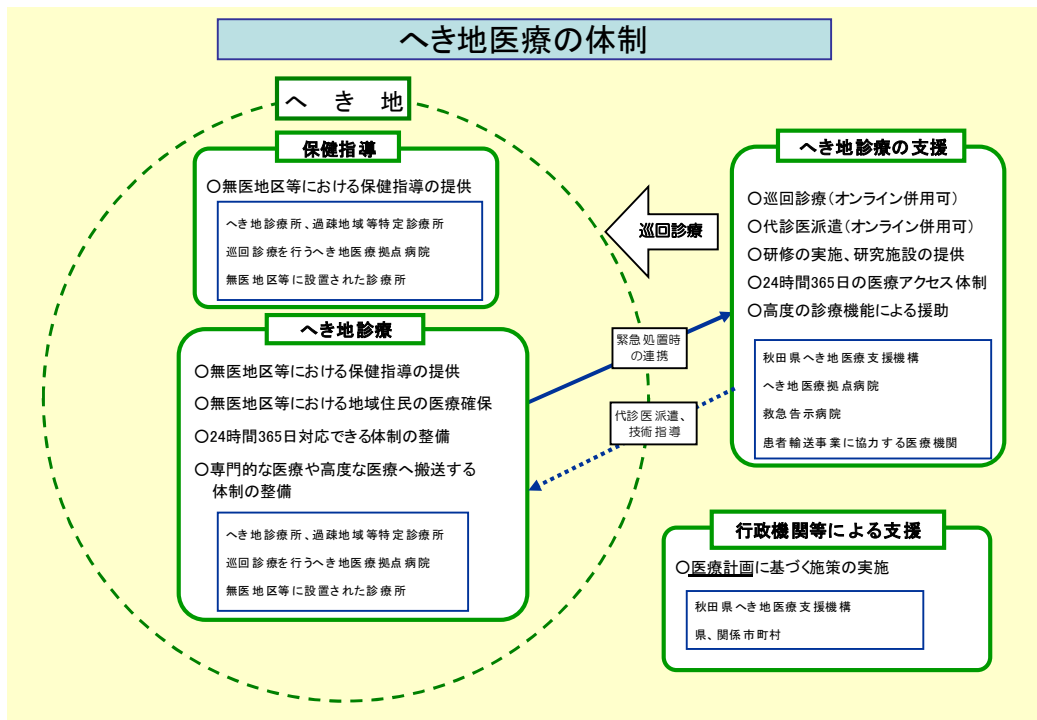 へき地医療の体制
へ き 地
保健指導
〇無医地区等における保健指導の提供
へき地診療所、過疎地域等特定診療所
巡回診療を行うへき地医療拠点病院
無医地区等に設置された診療所
へき地診療
〇無医地区等における保健指導の提供
〇無医地区等における地域住民の医療確保
〇24時間365日対応できる体制の整備
〇専門的な医療や高度な医療へ搬送する
体制の整備
へき地診療所、過疎地域等特定診療所
巡回診療を行うへき地医療拠点病院
無医地区等に設置された診療所
巡回診療
緊急処置時
の連携
代診医派遣、
技術指導
へき地診療の支援
〇巡回診療(オンライン併用可)
〇代診医派遣(オンライン併用可)
〇研修の実施、研究施設の提供
〇24時間365日の医療アクセス体制
〇高度の診療機能による援助
秋田県へき地医療支援機構
へき地医療拠点病院
救急告示病院
患者輸送事業に協力する医療機関
行政機関等による支援
〇医療計画に基づく施策の実施
秋田県へき地医療支援機構
県、関係市町村